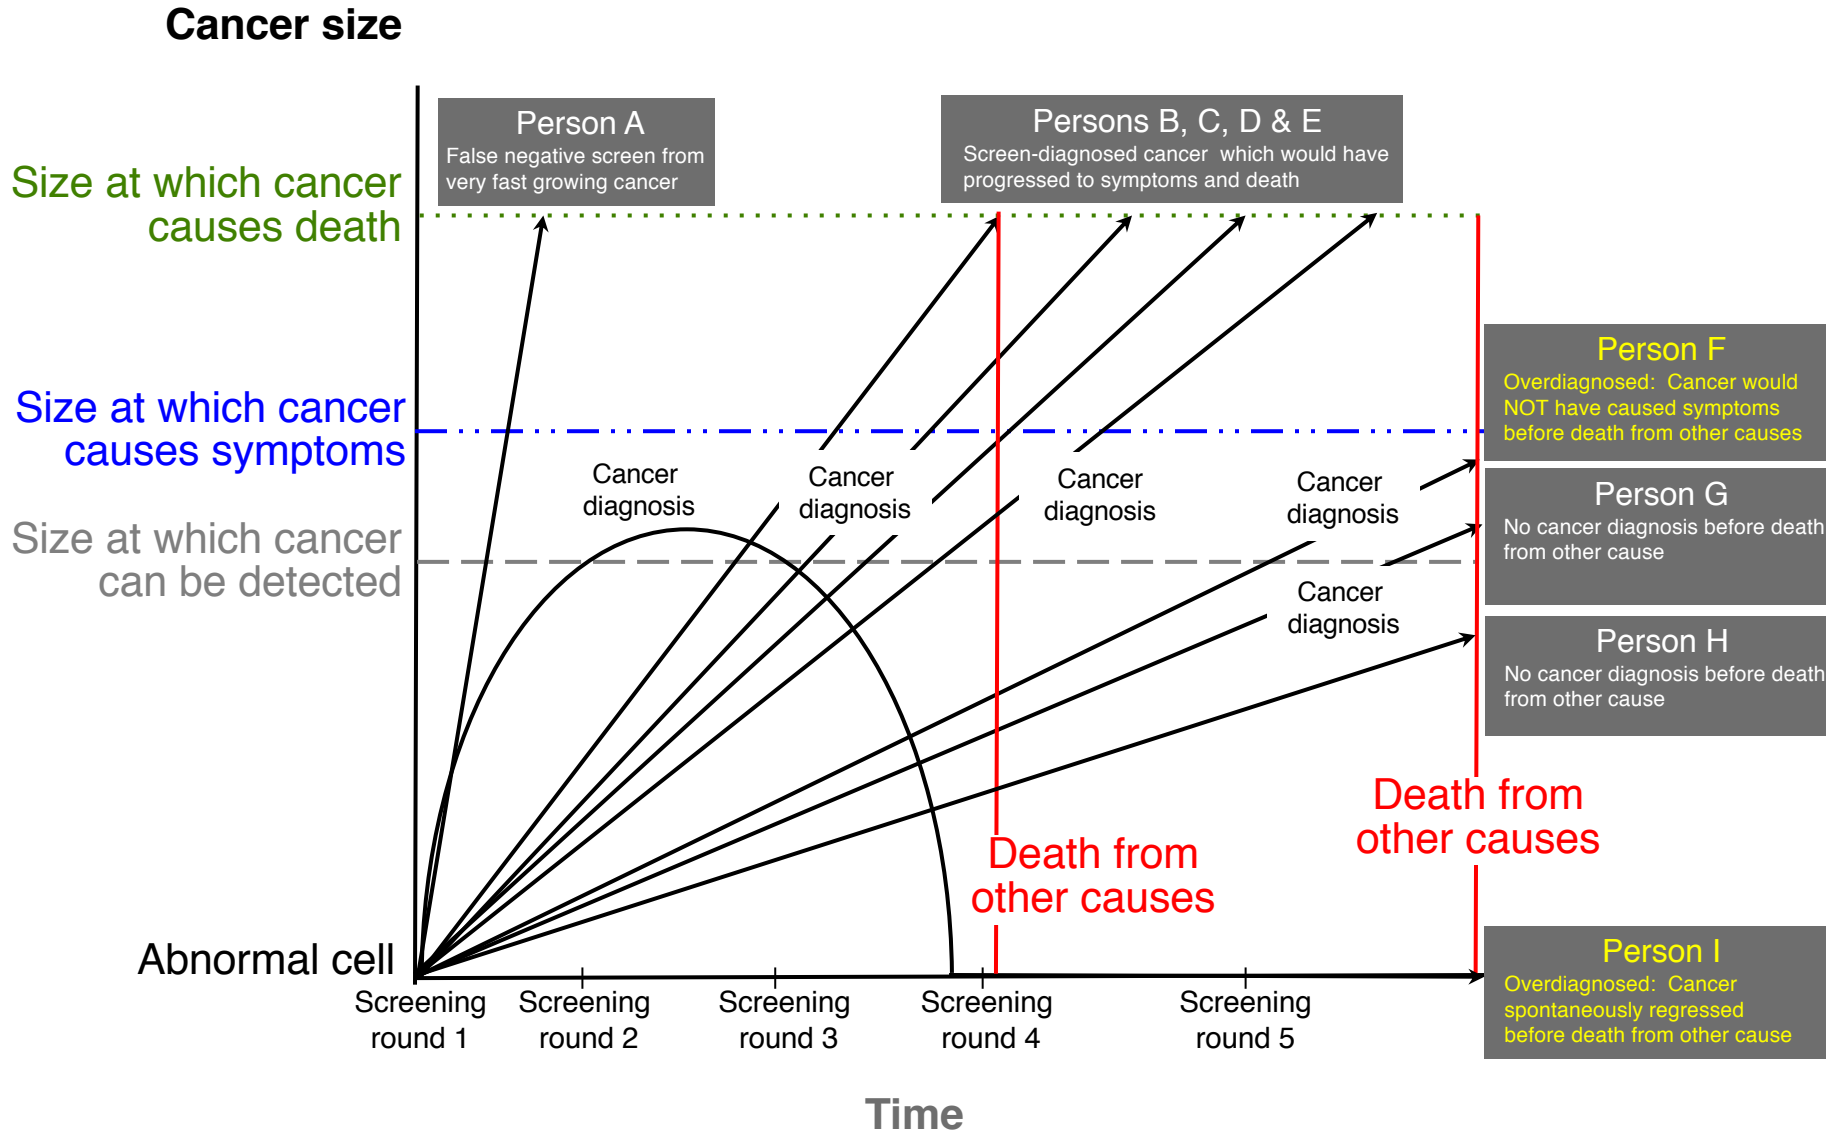 Cancer size
Person A
False negative screen from
very fast growing cancer
Persons B, C, D & E
Screen-diagnosed cancer which would have
progressed to symptoms and death
Size at which cancer
causes death
Size at which cancer
causes symptoms
Size at which cancer
can be detected
Cancer
diagnosis
Cancer
diagnosis
Cancer
diagnosis
Cancer
diagnosis
Cancer
diagnosis
Person F
Overdiagnosed: Cancer would
NOT have caused symptoms
before death from other causes
Person G
No cancer diagnosis before death
from other cause
Person H
No cancer diagnosis before death
from other cause
Death from
other causes
Death from
other causes
Person I
Overdiagnosed: Cancer
spontaneously regressed
before death from other cause
Abnormal cell
Screening
round 1
Screening
round 2
Screening
round 3
Screening
round 4
Screening
round 5
Time